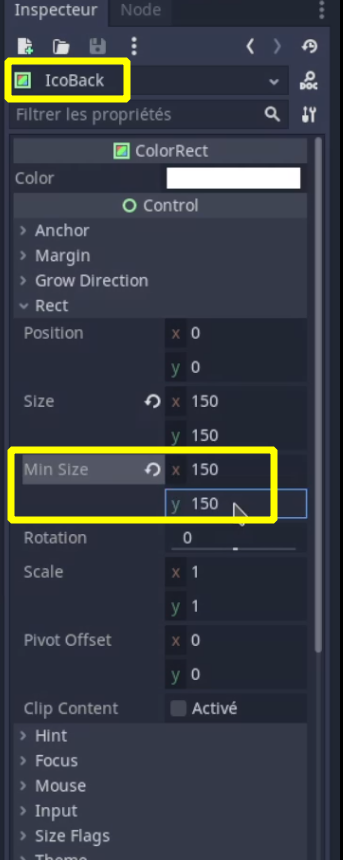 Inspecteur Node
IcoBack
DOC
Filtrer les propriétés
ColorRect
Color
Control
Anchor
Margin
Grow Direction
Rect
Position x 0
y 0
Size x 150
y 150
Min Size x 150
y 150
Rotation 0
Scale x 1
y 1
Pivot Offset x 0
y 0
Clip Content Activé
Hint
Focus
Mouse
Input
Size Flags
Theme